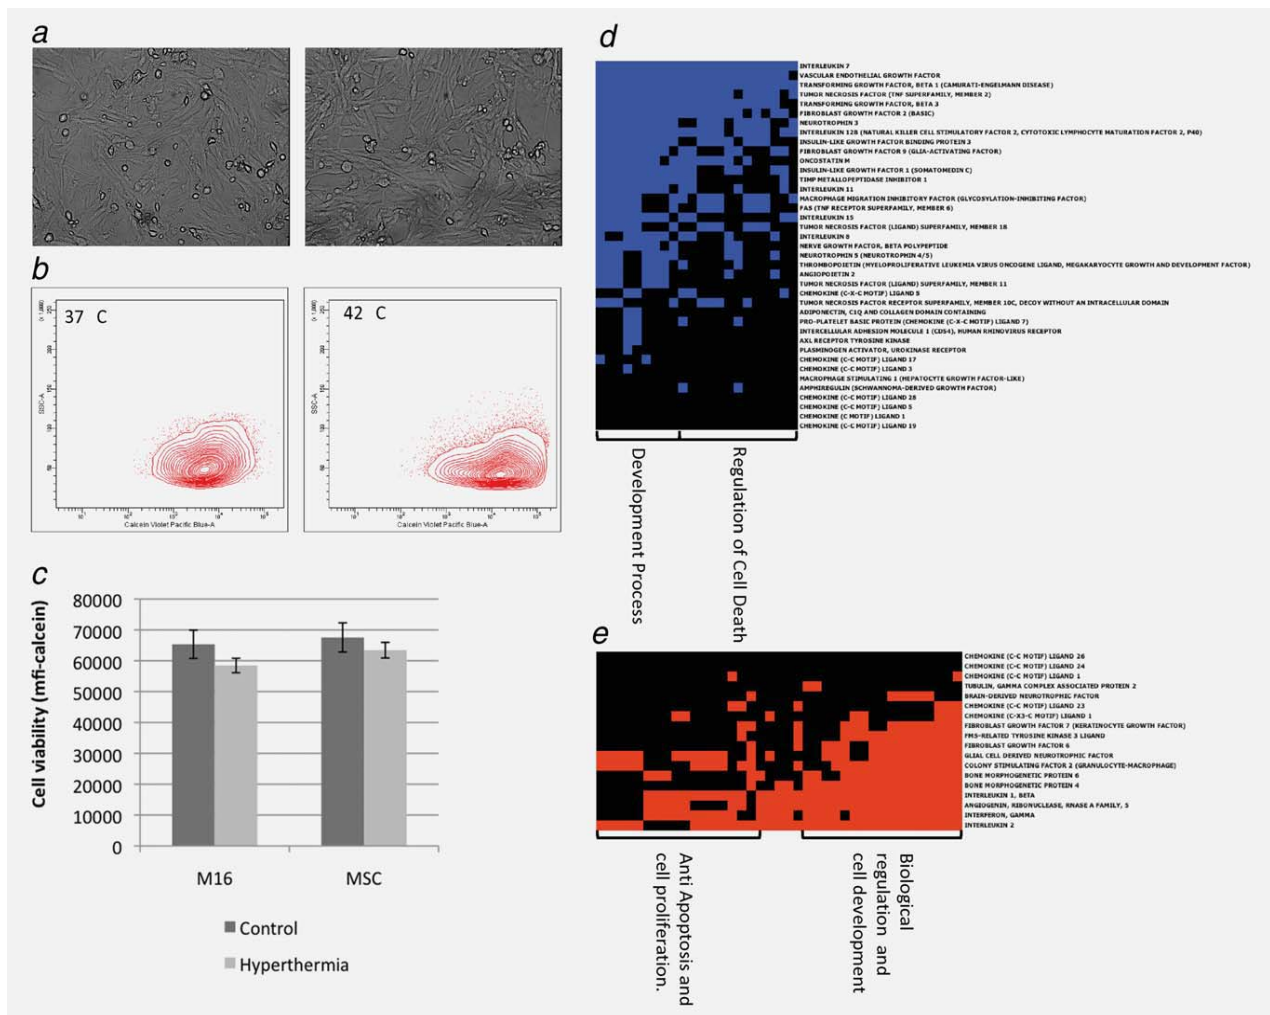 a
b
37 C
(x 1,000)
SSC-A
Calcein Violet Pacific Blue-A
42 C
(x 1,000)
SSC-A
Calcein Violet Pacific Blue-A
c
Cell viability (mfi-calcein)
80000
70000
60000
50000
40000
30000
20000
10000
0
M16
MSC
Control
Hyperthermia
d
INTERLEUKIN 7
VASCULAR ENDOTHELIAL GROWTH FACTOR
TRANSFORMING GROWTH FACTOR, BETA 1 (CAMURATI-ENGELMANN DISEASE)
TUMOR NECROSIS FACTOR (TNF SUPERFAMILY, MEMBER 2)
TRANSFORMING GROWTH FACTOR, BETA 3
FIBROBLAST GROWTH FACTOR 2 (BASIC)
NEUROTROPHIN 3
INTERLEUKIN 12B (NATURAL KILLER CELL STIMULATORY FACTOR 2, CYTOTOXIC LYMPHOCYTE MATURATION FACTOR 2, P40)
INSULIN-LIKE GROWTH FACTOR BINDING PROTEIN 3
FIBROBLAST GROWTH FACTOR 9 (GLIA-ACTIVATING FACTOR)
ONCOSTATIN M
INSULIN-LIKE GROWTH FACTOR 1 (SOMATOMEDIN C)
TIMP METALLOPEPTIDASE INHIBITOR 1
INTERLEUKIN 11
MACROPHAGE MIGRATION INHIBITORY FACTOR (GLYCOSYLATION-INHIBITING FACTOR)
FAS (TNF RECEPTOR SUPERFAMILY, MEMBER 6)
INTERLEUKIN 15
TUMOR NECROSIS FACTOR (LIGAND) SUPERFAMILY, MEMBER 18
INTERLEUKIN 8
NERVE GROWTH FACTOR, BETA POLYPEPTIDE
NEUROTROPHIN 5 (NEUROTROPHIN 4/5)
THROMBOPOIETIN (MYELOPROLIFERATIVE LEUKEMIA VIRUS ONCOGENE LIGAND, MEGAKARYOCYTE GROWTH AND DEVELOPMENT FACTOR)
ANGIOPOIETIN 2
TUMOR NECROSIS FACTOR (LIGAND) SUPERFAMILY, MEMBER 11
CHEMOKINE (C-X-C MOTIF) LIGAND 5
TUMOR NECROSIS FACTOR RECEPTOR SUPERFAMILY, MEMBER 10C, DECOY WITHOUT AN INTRACELLULAR DOMAIN
ADIPONECTIN, C1Q AND COLLAGEN DOMAIN CONTAINING
PRO-PLATELET BASIC PROTEIN (CHEMOKINE (C-X-C MOTIF) LIGAND 7)
INTERCELLULAR ADHESION MOLECULE 1 (CD54), HUMAN RHINOVIRUS RECEPTOR
AXL RECEPTOR TYROSINE KINASE
PLASMINOGEN ACTIVATOR, UROKINASE RECEPTOR
CHEMOKINE (C-C MOTIF) LIGAND 17
CHEMOKINE (C-C MOTIF) LIGAND 3
MACROPHAGE STIMULATING 1 (HEPATOCYTE GROWTH FACTOR-LIKE)
AMPHIREGULIN (SCHWANNOMA-DERIVED GROWTH FACTOR)
CHEMOKINE (C-C MOTIF) LIGAND 28
CHEMOKINE (C-C MOTIF) LIGAND 5
CHEMOKINE (C MOTIF) LIGAND 1
CHEMOKINE (C-C MOTIF) LIGAND 19
Development Process
Regulation of Cell Death
e
CHEMOKINE (C-C MOTIF) LIGAND 26
CHEMOKINE (C-C MOTIF) LIGAND 24
CHEMOKINE (C-C MOTIF) LIGAND 1
TUBULIN, GAMMA COMPLEX ASSOCIATED PROTEIN 2
BRAIN-DERIVED NEUROTROPHIC FACTOR
CHEMOKINE (C-C MOTIF) LIGAND 23
CHEMOKINE (C-X3-C MOTIF) LIGAND 1
FIBROBLAST GROWTH FACTOR 7 (KERATINOCYTE GROWTH FACTOR)
FMS-RELATED TYROSINE KINASE 3 LIGAND
FIBROBLAST GROWTH FACTOR 6
GLIAL CELL DERIVED NEUROTROPHIC FACTOR
COLONY STIMULATING FACTOR 2 (GRANULOCYTE-MACROPHAGE)
BONE MORPHOGENETIC PROTEIN 6
BONE MORPHOGENETIC PROTEIN 4
INTERLEUKIN 1, BETA
ANGIOGENIN, RIBONUCLEASE, RNASE A FAMILY, 5
INTERFERON, GAMMA
INTERLEUKIN 2
Anti Apoptosis and
cell proliferation.
Biological
regulation and
cell development